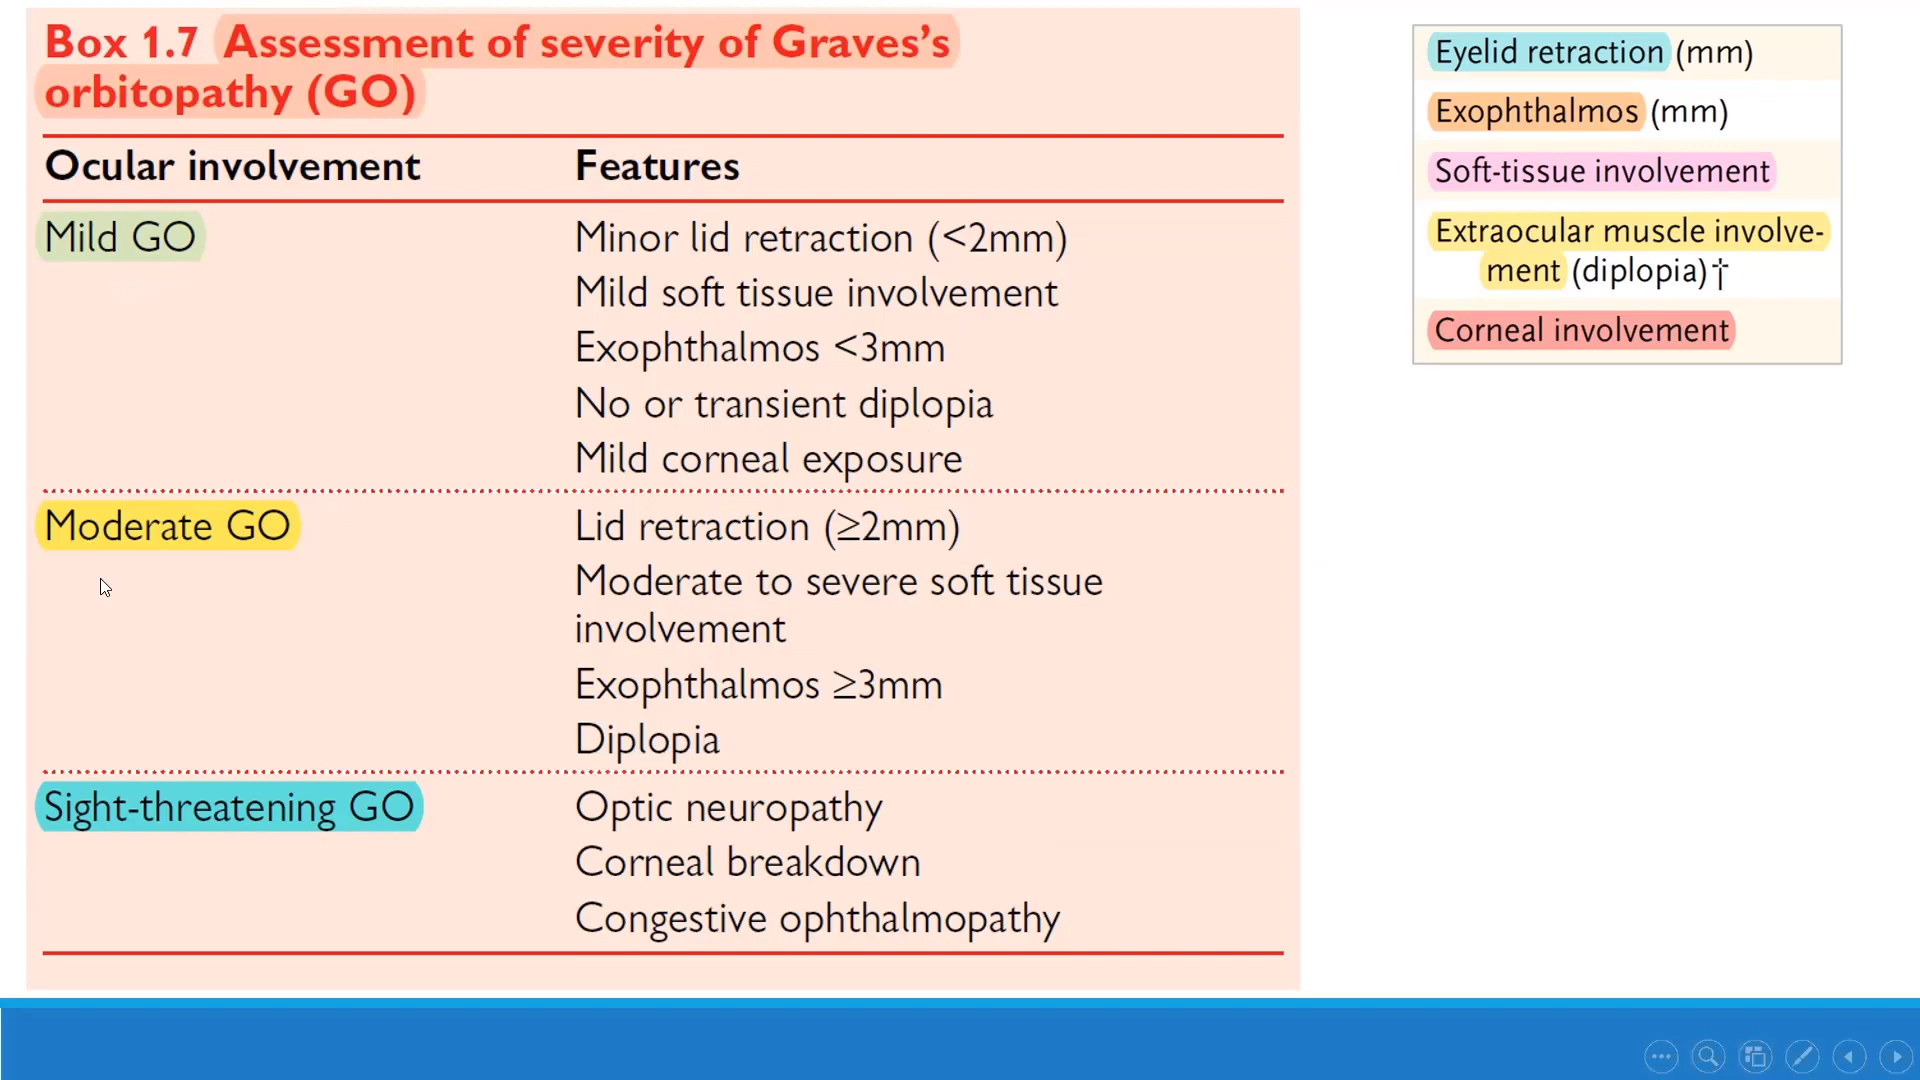 Box 1.7 Assessment of severity of Graves’s
orbitopathy (GO)
Ocular involvement Features
Mild GO Minor lid retraction (<2mm)
Mild soft tissue involvement
Exophthalmos <3mm
No or transient diplopia
Mild corneal exposure
Moderate GO Lid retraction (≥2mm)
Moderate to severe soft tissue
involvement
Exophthalmos ≥3mm
Diplopia
Sight-threatening GO Optic neuropathy
Corneal breakdown
Congestive ophthalmopathy
Eyelid retraction (mm)
Exophthalmos (mm)
Soft-tissue involvement
Extraocular muscle involve-
ment (diplopia)†
Corneal involvement